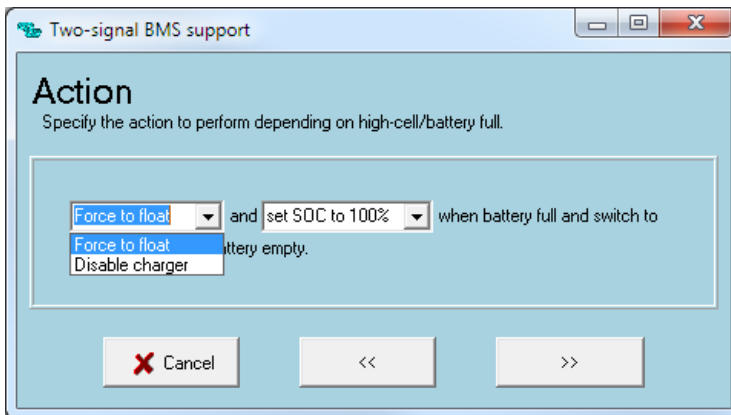 Two-signal BMS support
Action
Specify the action to perform depending on high-cell/battery full.
Force to float and set SOC to 100% when battery full and switch to
Force to float
Disable charger
ttery empty.
Cancel << >>